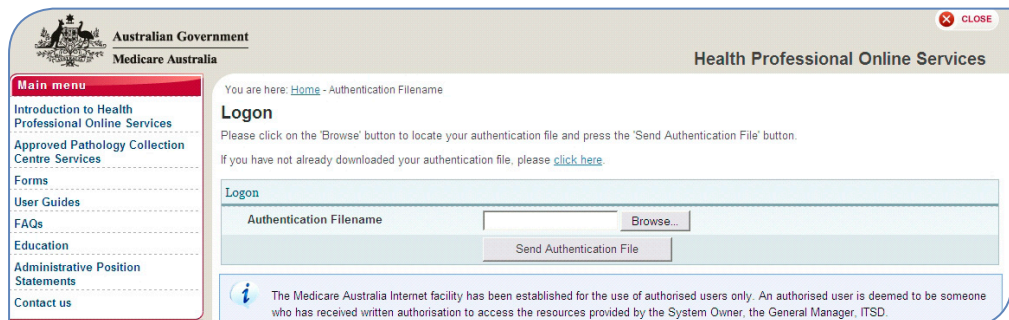 CLOSE
Australian Government
Medicare Australia
Health Professional Online Services
Main menu
Introduction to Health
Professional Online Services
Approved Pathology Collection
Centre Services
Forms
User Guides
FAQs
Education
Administrative Position
Statements
Contact us
You are here: Home - Authentication Filename
Logon
Please click on the 'Browse' button to locate your authentication file and press the 'Send Authentication File' button.
If you have not already downloaded your authentication file, please click here.
Logon
Authentication Filename
Browse...
Send Authentication File
The Medicare Australia Internet facility has been established for the use of authorised users only. An authorised user is deemed to be someone
who has received written authorisation to access the resources provided by the System Owner, the General Manager, ITSD.